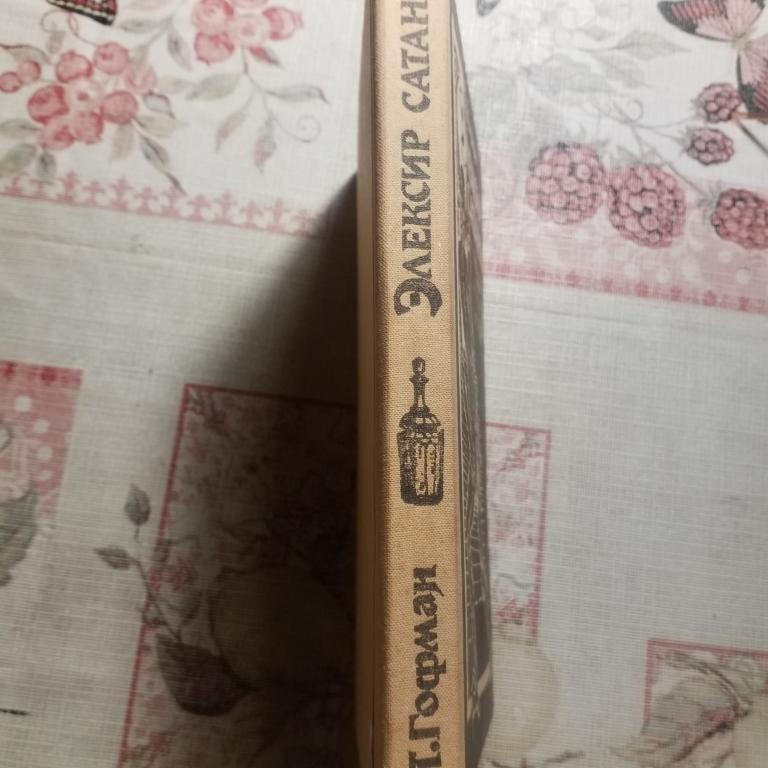 .Гофман
Элексир сатан